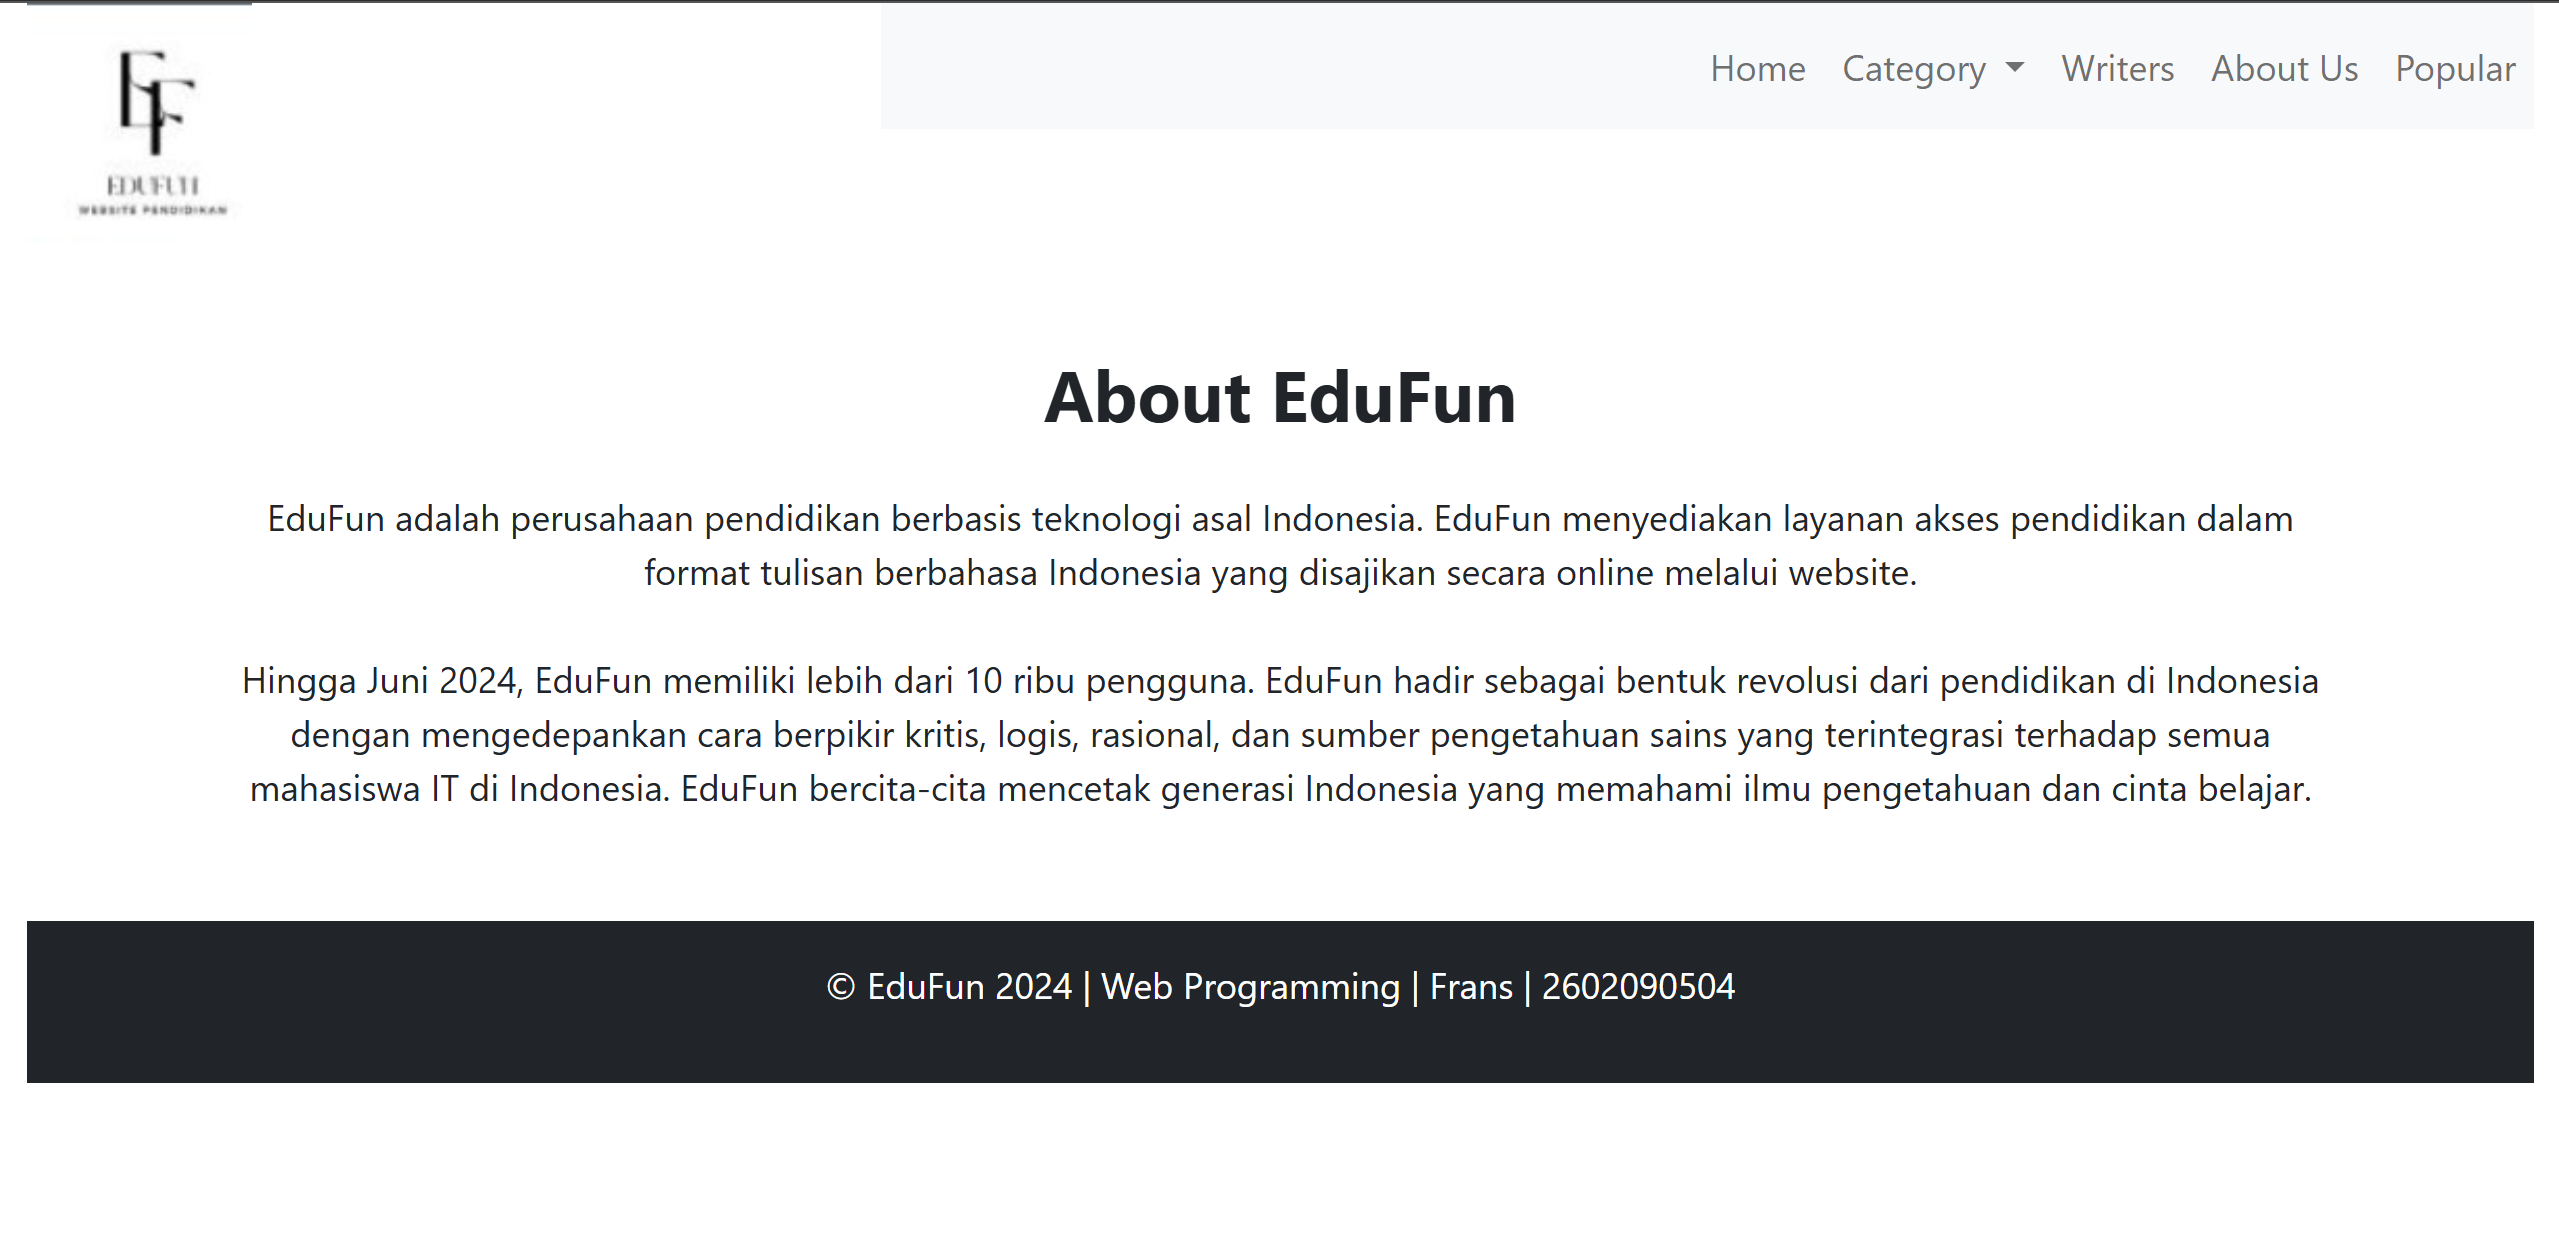 EF
EDUFUN
WEBSITE PENDIDIKAN
Home Category Writers About Us Popular
About EduFun
EduFun adalah perusahaan pendidikan berbasis teknologi asal Indonesia. EduFun menyediakan layanan akses pendidikan dalam
format tulisan berbahasa Indonesia yang disajikan secara online melalui website.
Hingga Juni 2024, EduFun memiliki lebih dari 10 ribu pengguna. EduFun hadir sebagai bentuk revolusi dari pendidikan di Indonesia
dengan mengedepankan cara berpikir kritis, logis, rasional, dan sumber pengetahuan sains yang terintegrasi terhadap semua
mahasiswa IT di Indonesia. EduFun bercita-cita mencetak generasi Indonesia yang memahami ilmu pengetahuan dan cinta belajar.
© EduFun 2024 | Web Programming | Frans | 2602090504